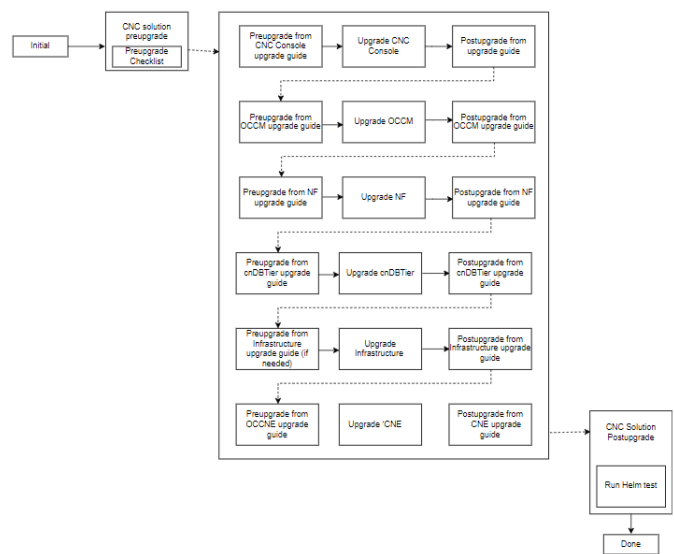 Initial
CNC solution
preupgrade
Preupgrade
Checklist
Preupgrade from
CNC Console
upgrade guide
Upgrade CNC
Console
Postupgrade from
upgrade guide
Preupgrade from
OCCM upgrade guide
Upgrade OCCM
Postupgrade from
OCCM upgrade guide
Preupgrade from NF
upgrade guide
Upgrade NF
Postupgrade from NF
upgrade guide
Preupgrade from
cnDBTier upgrade
guide
Upgrade cnDBTier
Postupgrade from
cnDBTier upgrade
guide
Preupgrade from
Infrastructure
upgrade guide (if
needed)
Upgrade
Infrastructure
Postupgrade from
Infrastructure upgrade
guide
Preupgrade from
OCCNE upgrade
guide
Upgrade 'CNE
Postupgrade from
CNE upgrade
guide
CNC Solution
Postupgrade
Run Helm test
Done